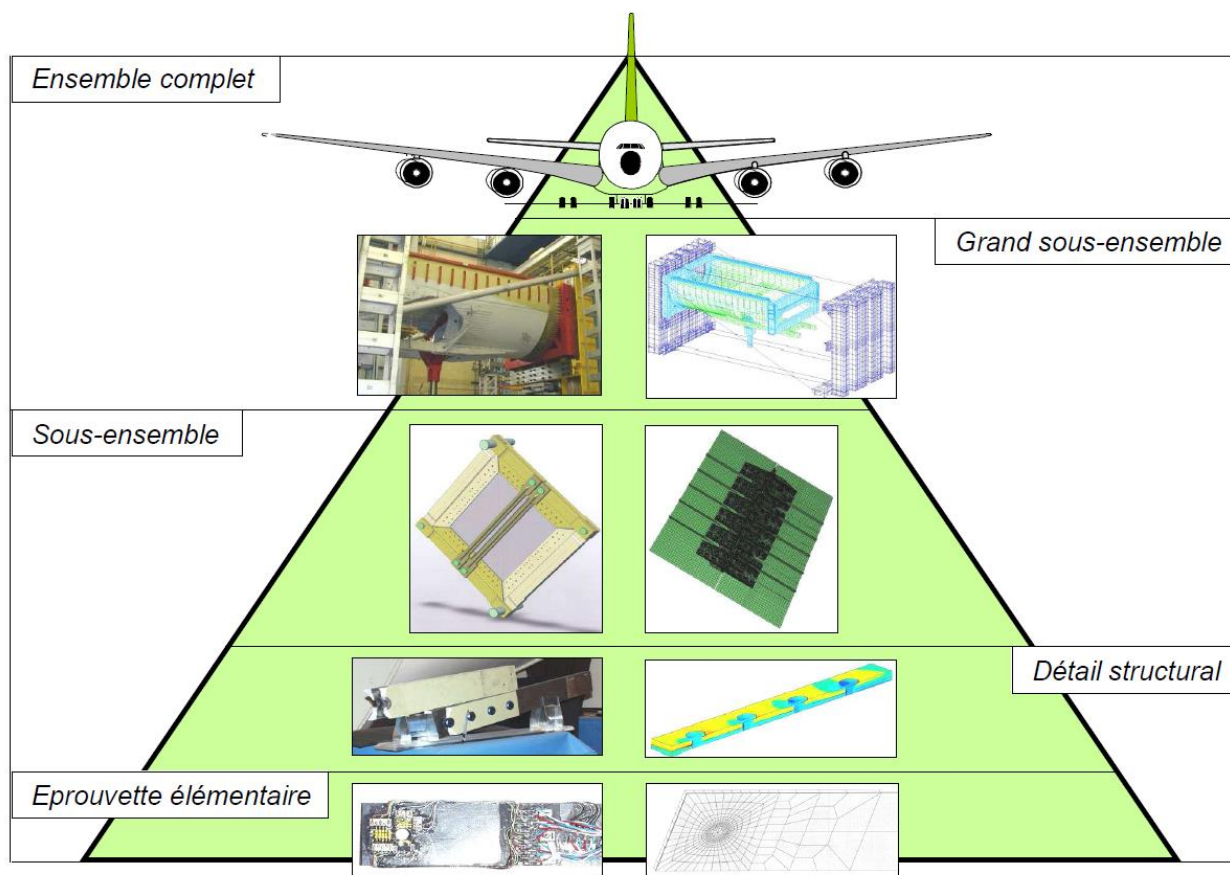 Ensemble complet
Grand sous-ensemble
Sous-ensemble
Détail structural
Eprouvette élémentaire